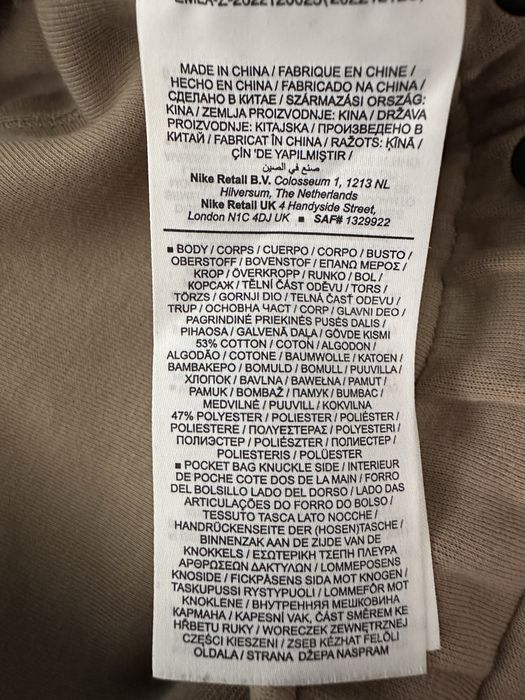 MADE IN CHINA / FABRIQUE EN CHINE /
HECHO EN CHINA / FABRICADO NA CHINA /
СДЕЛАНО В КИТАЕ / SZÁRMAZÁSI ORSZÁG:
KÍNA / ZEMLJA PROIZVODNJE: KINA / DRŽAVA
PROIZVODNJE: KITAJSKA / ПРОИЗВЕДЕНО В
КИТАЙ / FABRICAT ÎN CHINA / RAŽOTS: ĶĪNĀ /
ÇİN 'DE YAPILMIŞTIR /
صنع في الصين
Nike Retail B.V. Colosseum 1, 1213 NL
Hilversum, The Netherlands
Nike Retail UK 4 Handyside Street,
London N1C 4DJ UK ■ SAF# 1329922
■ BODY / CORPS / CUERPO / CORPO / BUSTO /
OBERSTOFF / BOVENSTOF / ΕΠΑΝΩ ΜΕΡΟΣ /
KROP / ÖVERKROPP / RUNKO / BOL /
КОРСАЖ / TĚLNÍ ČÁST ODĚVU / TORS /
TÖRZS / GORNJI DIO / TELNÁ ČASŤ ODEVU /
TRUP / ОСНОВНА ЧАСТ / CORP / GLAVNI DEO /
PAGRINDINĖ PRIEKINĖS PUSĖS DALIS /
PIHAOSA / GALVENĀ DAĻA / GÖVDE KISMI
53% COTTON / COTON / ALGODON /
ALGODÃO / COTONE / BAUMWOLLE / KATOEN /
ΒΑΜΒΑΚΕΡΟ / BOMULD / BOMULL / PUUVILLA /
ХЛОПОК / BAVLNA / BAWEŁNA / PAMUT /
PAMUK / BOMBAŽ / ПАМУК / BUMBAC /
MEDVILNĖ / PUUVILL / KOKVILNA
47% POLYESTER / POLIESTER / POLIÉSTER /
POLIESTERE / ΠΟΛΥΕΣΤΕΡΑΣ / POLYESTERI /
ПОЛИЭСТЕР / POLIÉSZTER / ПОЛИЕСТЕР /
POLIESTERIS / POLÜESTER
■ POCKET BAG KNUCKLE SIDE / INTERIEUR
DE POCHE COTE DOS DE LA MAIN / FORRO
DEL BOLSILLO LADO DEL DORSO / LADO DAS
ARTICULAÇÕES DO FORRO DO BOLSO /
TESSUTO TASCA LATO NOCCHE /
HANDRÜCKENSEITE DER (HOSEN)TASCHE /
BINNENZAK AAN DE ZIJDE VAN DE
KNOKKELS / ΕΣΩΤΕΡΙΚΗ ΤΣΕΠΗ ΠΛΕΥΡΑ
ΑΡΘΡΩΣΕΩΝ ΔΑΚΤΥΛΩΝ / LOMMEPOSENS
KNOSIDE / FICKPÅSENS SIDA MOT KNOGEN /
TASKUPUSSI RYSTYPUOLI / LOMMEFÔR MOT
KNOKLENE / ВНУТРЕННЯЯ МЕШКОВИНА
КАРМАНА / KAPESNÍ VAK, ČÁST SMĚREM KE
HŘBETU RUKY / WORECZEK ZEWNĘTRZNEJ
CZĘŚCI KIESZENI / ZSEB KÉZHÁT FELŐLI
OLDALA / STRANA DŽEPA NASPRAM